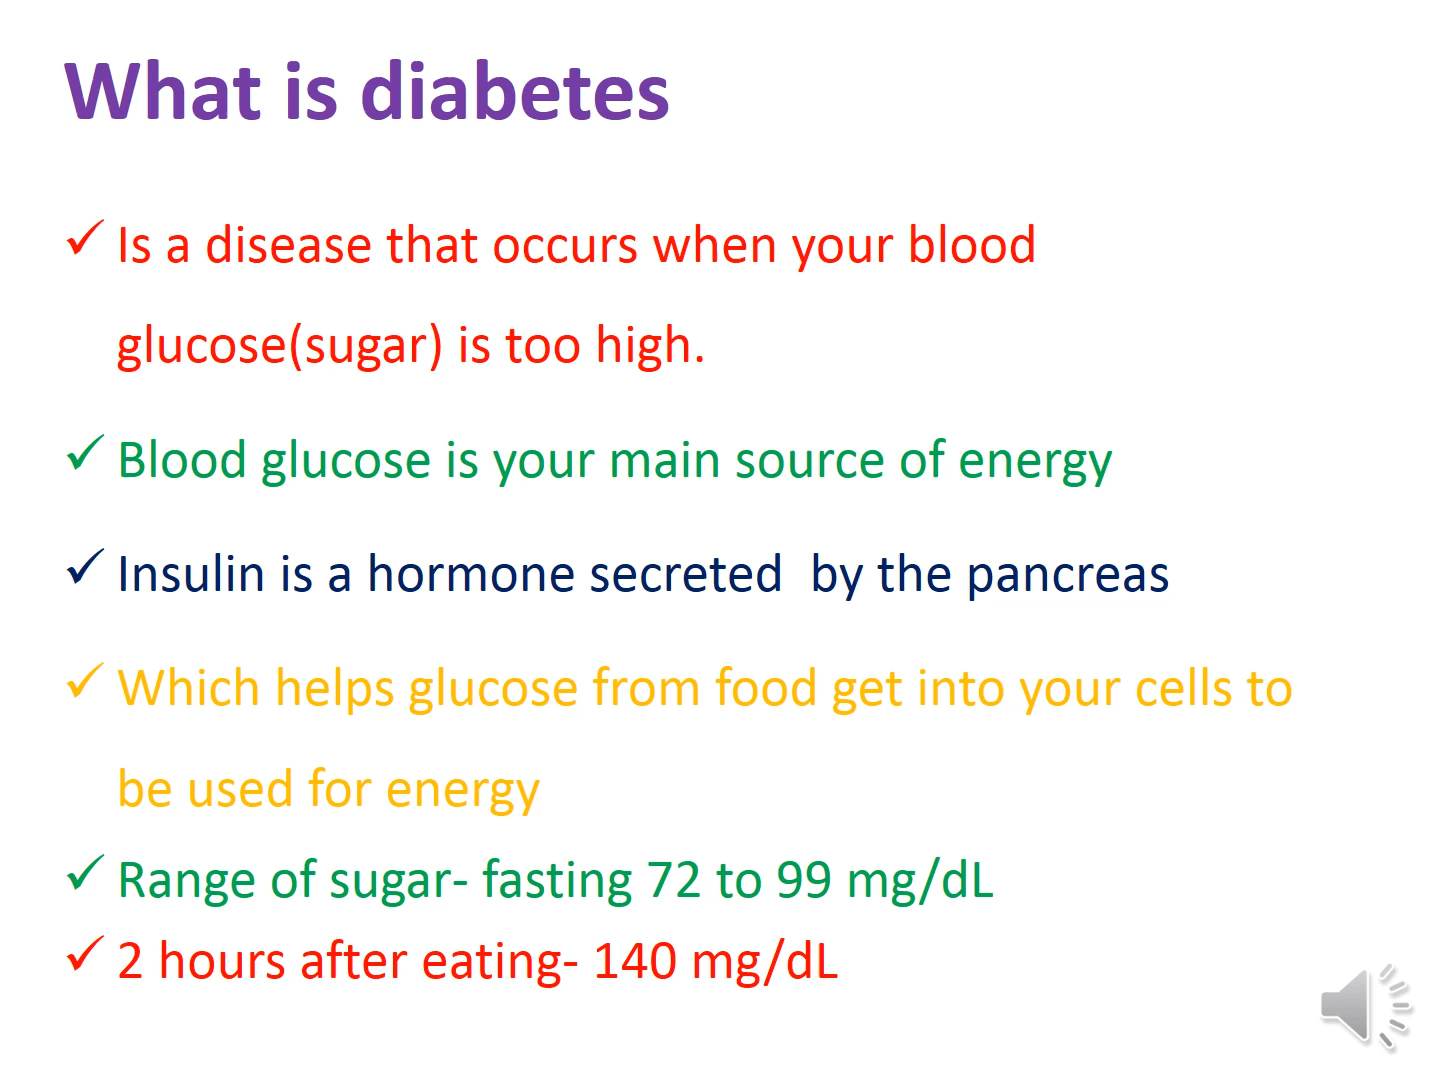 What is diabetes
✓ Is a disease that occurs when your blood
glucose(sugar) is too high.
✓ Blood glucose is your main source of energy
✓ Insulin is a hormone secreted  by the pancreas
✓ Which helps glucose from food get into your cells to
be used for energy
✓ Range of sugar- fasting 72 to 99 mg/dL
✓ 2 hours after eating- 140 mg/dL